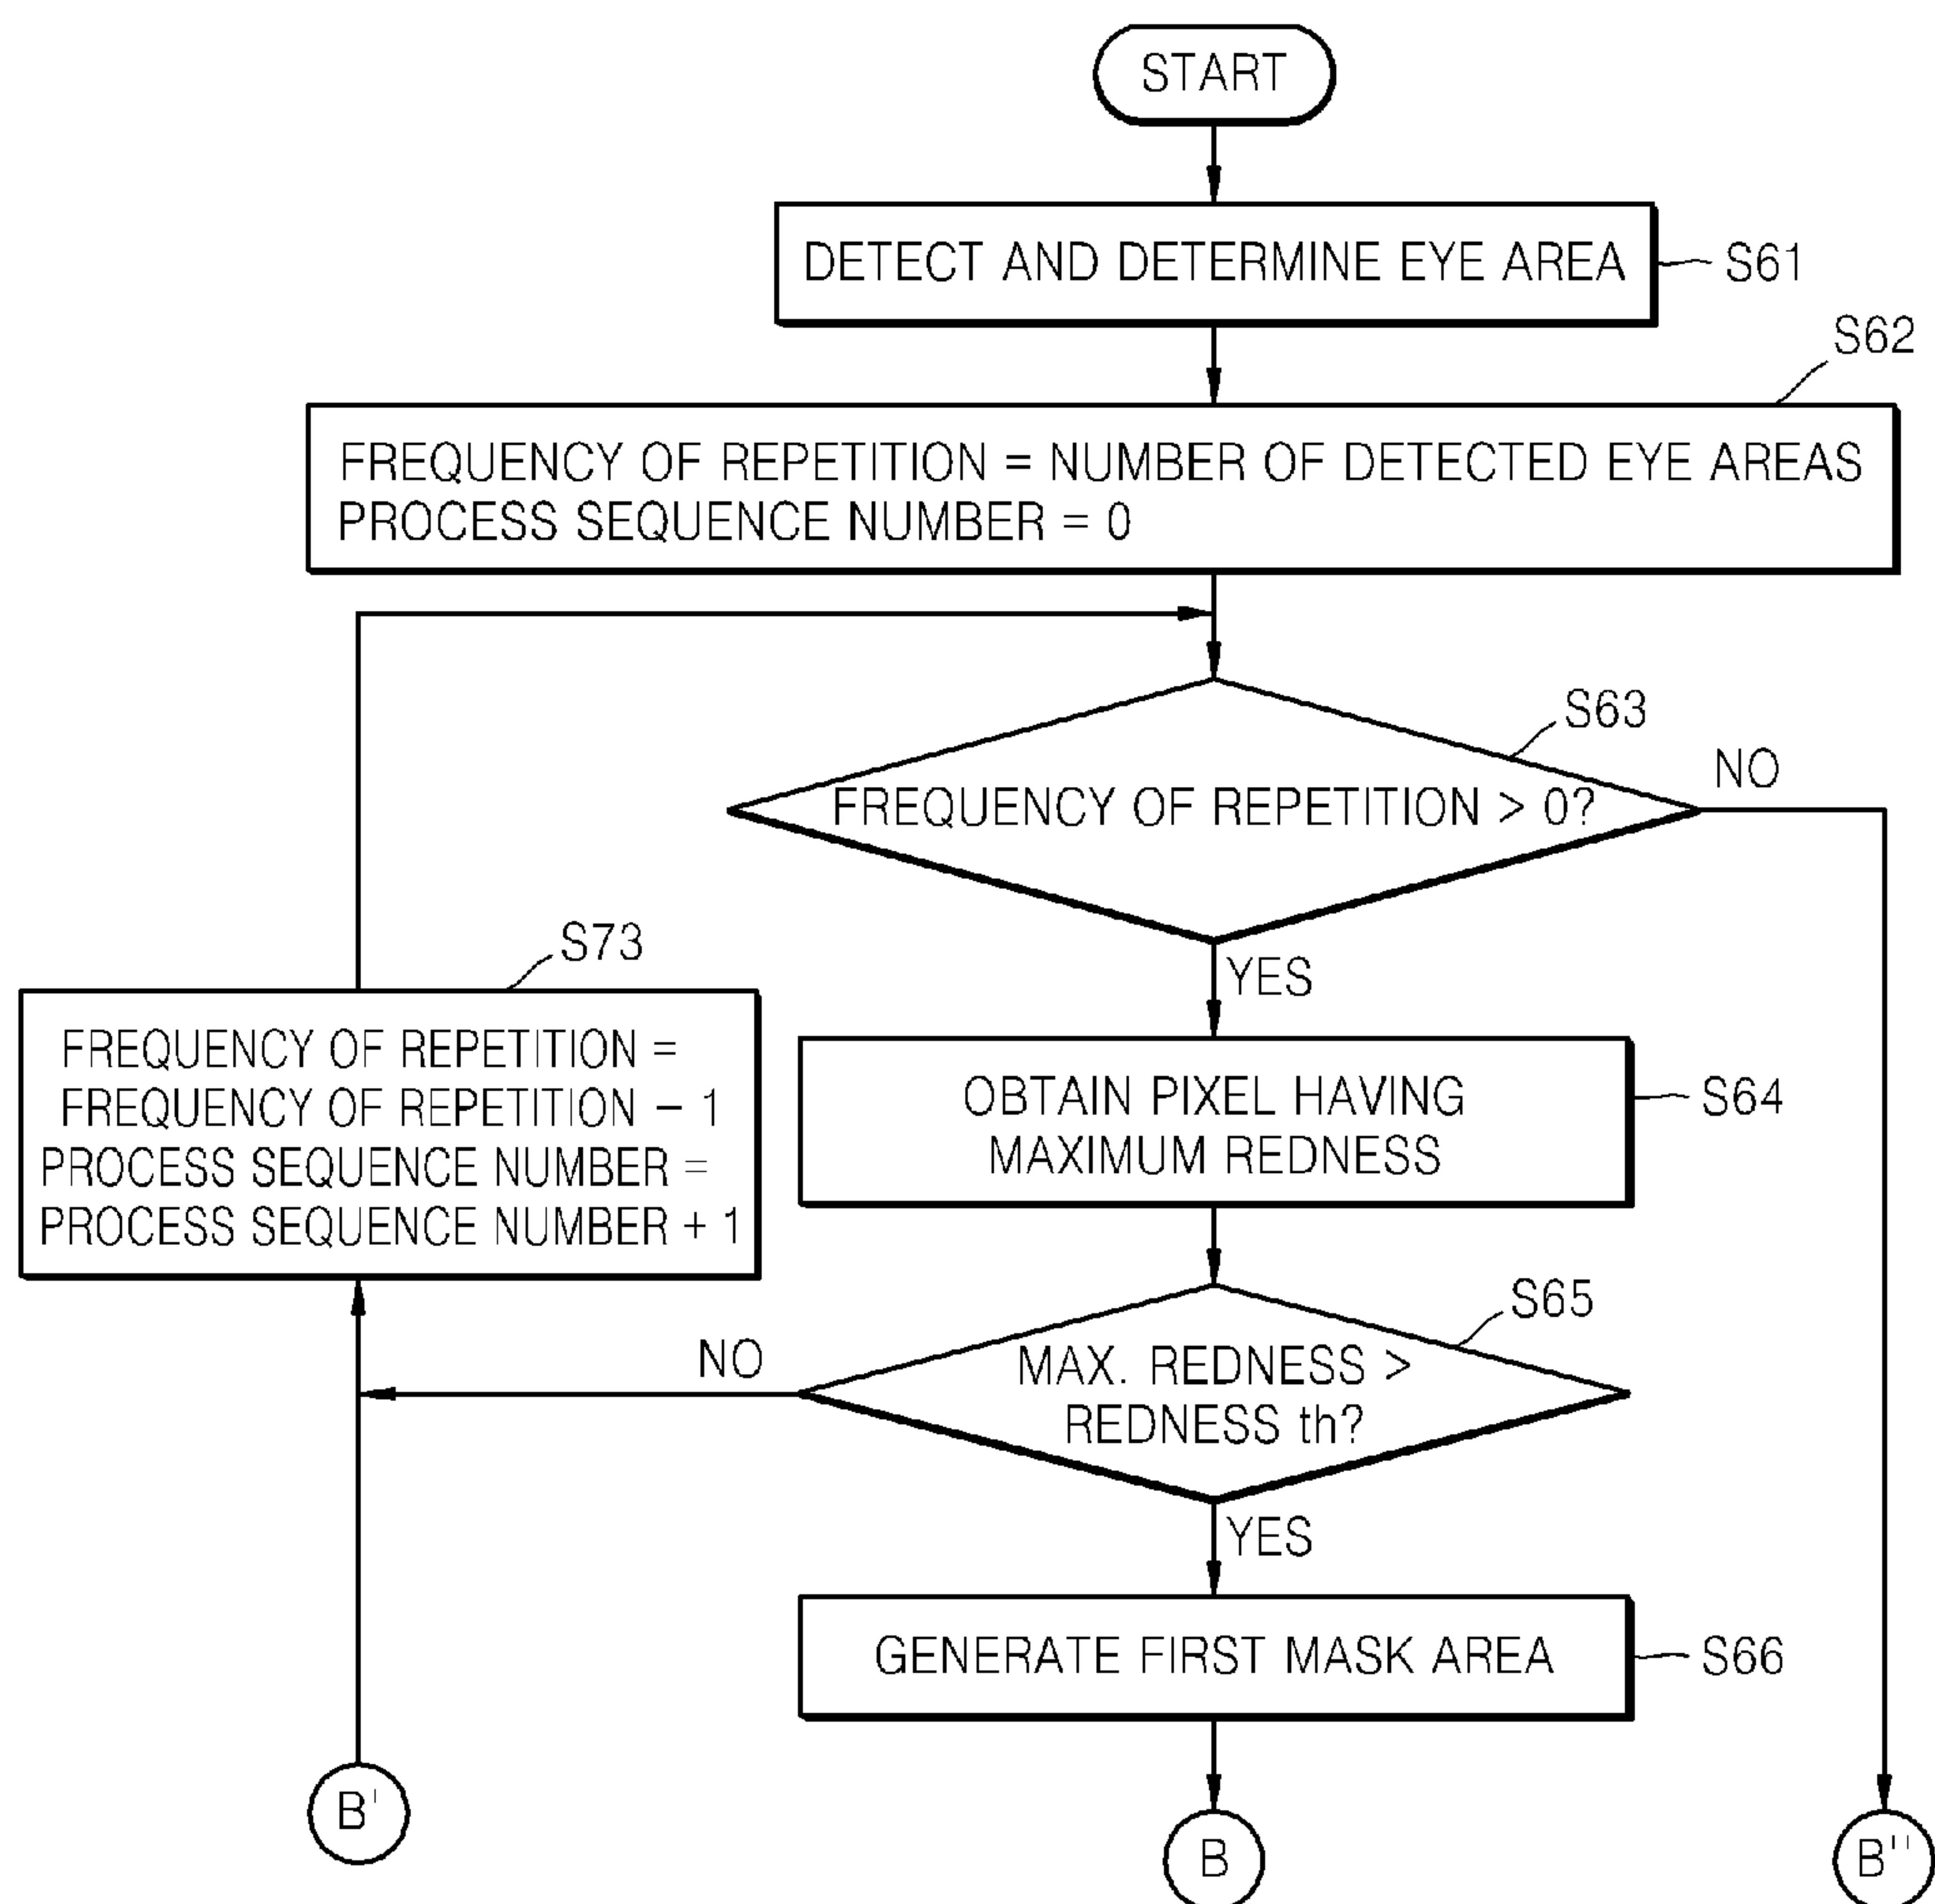 START
DETECT AND DETERMINE EYE AREA
S61
S62
FREQUENCY OF REPETITION = NUMBER OF DETECTED EYE AREAS
PROCESS SEQUENCE NUMBER = 0
S63
NO
FREQUENCY OF REPETITION > 0?
YES
S73
FREQUENCY OF REPETITION =
FREQUENCY OF REPETITION − 1
PROCESS SEQUENCE NUMBER =
PROCESS SEQUENCE NUMBER + 1
OBTAIN PIXEL HAVING
MAXIMUM REDNESS
S64
S65
NO
MAX. REDNESS >
REDNESS th?
YES
GENERATE FIRST MASK AREA
S66
B'
B
B''